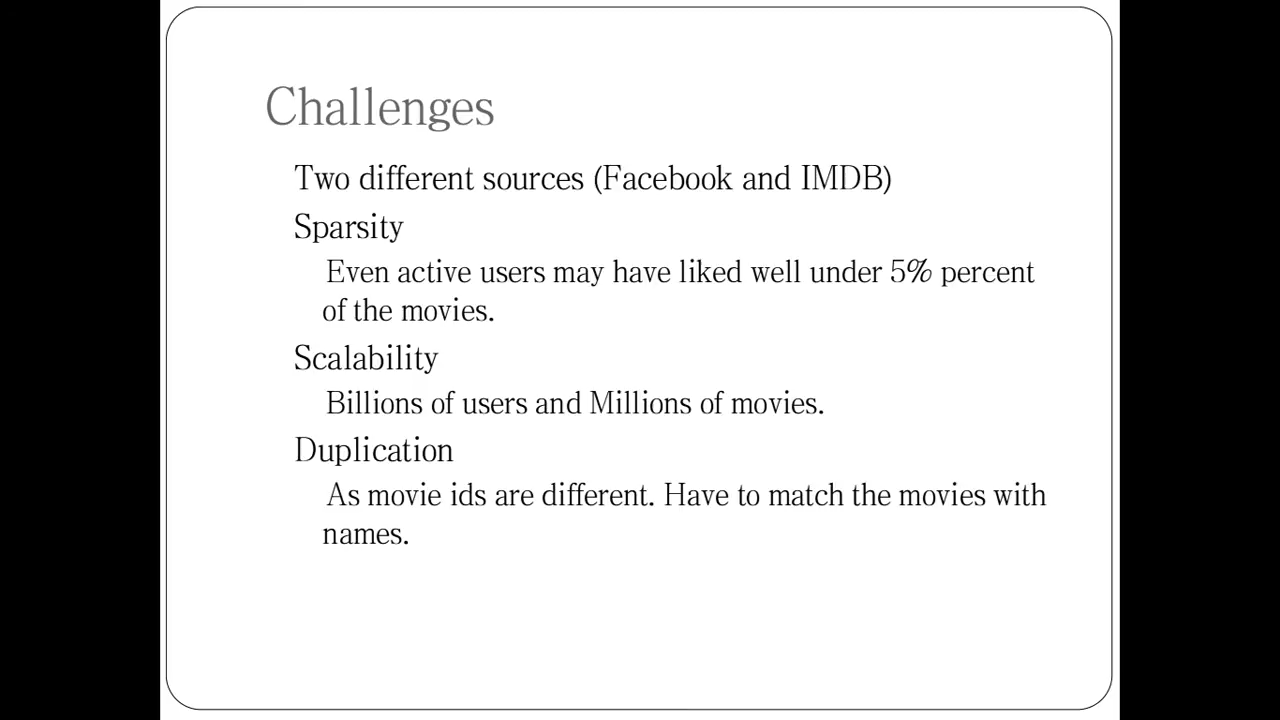 Challenges
Two different sources (Facebook and IMDB)
Sparsity
Even active users may have liked well under 5% percent
of the movies.
Scalability
Billions of users and Millions of movies.
Duplication
As movie ids are different. Have to match the movies with
names.